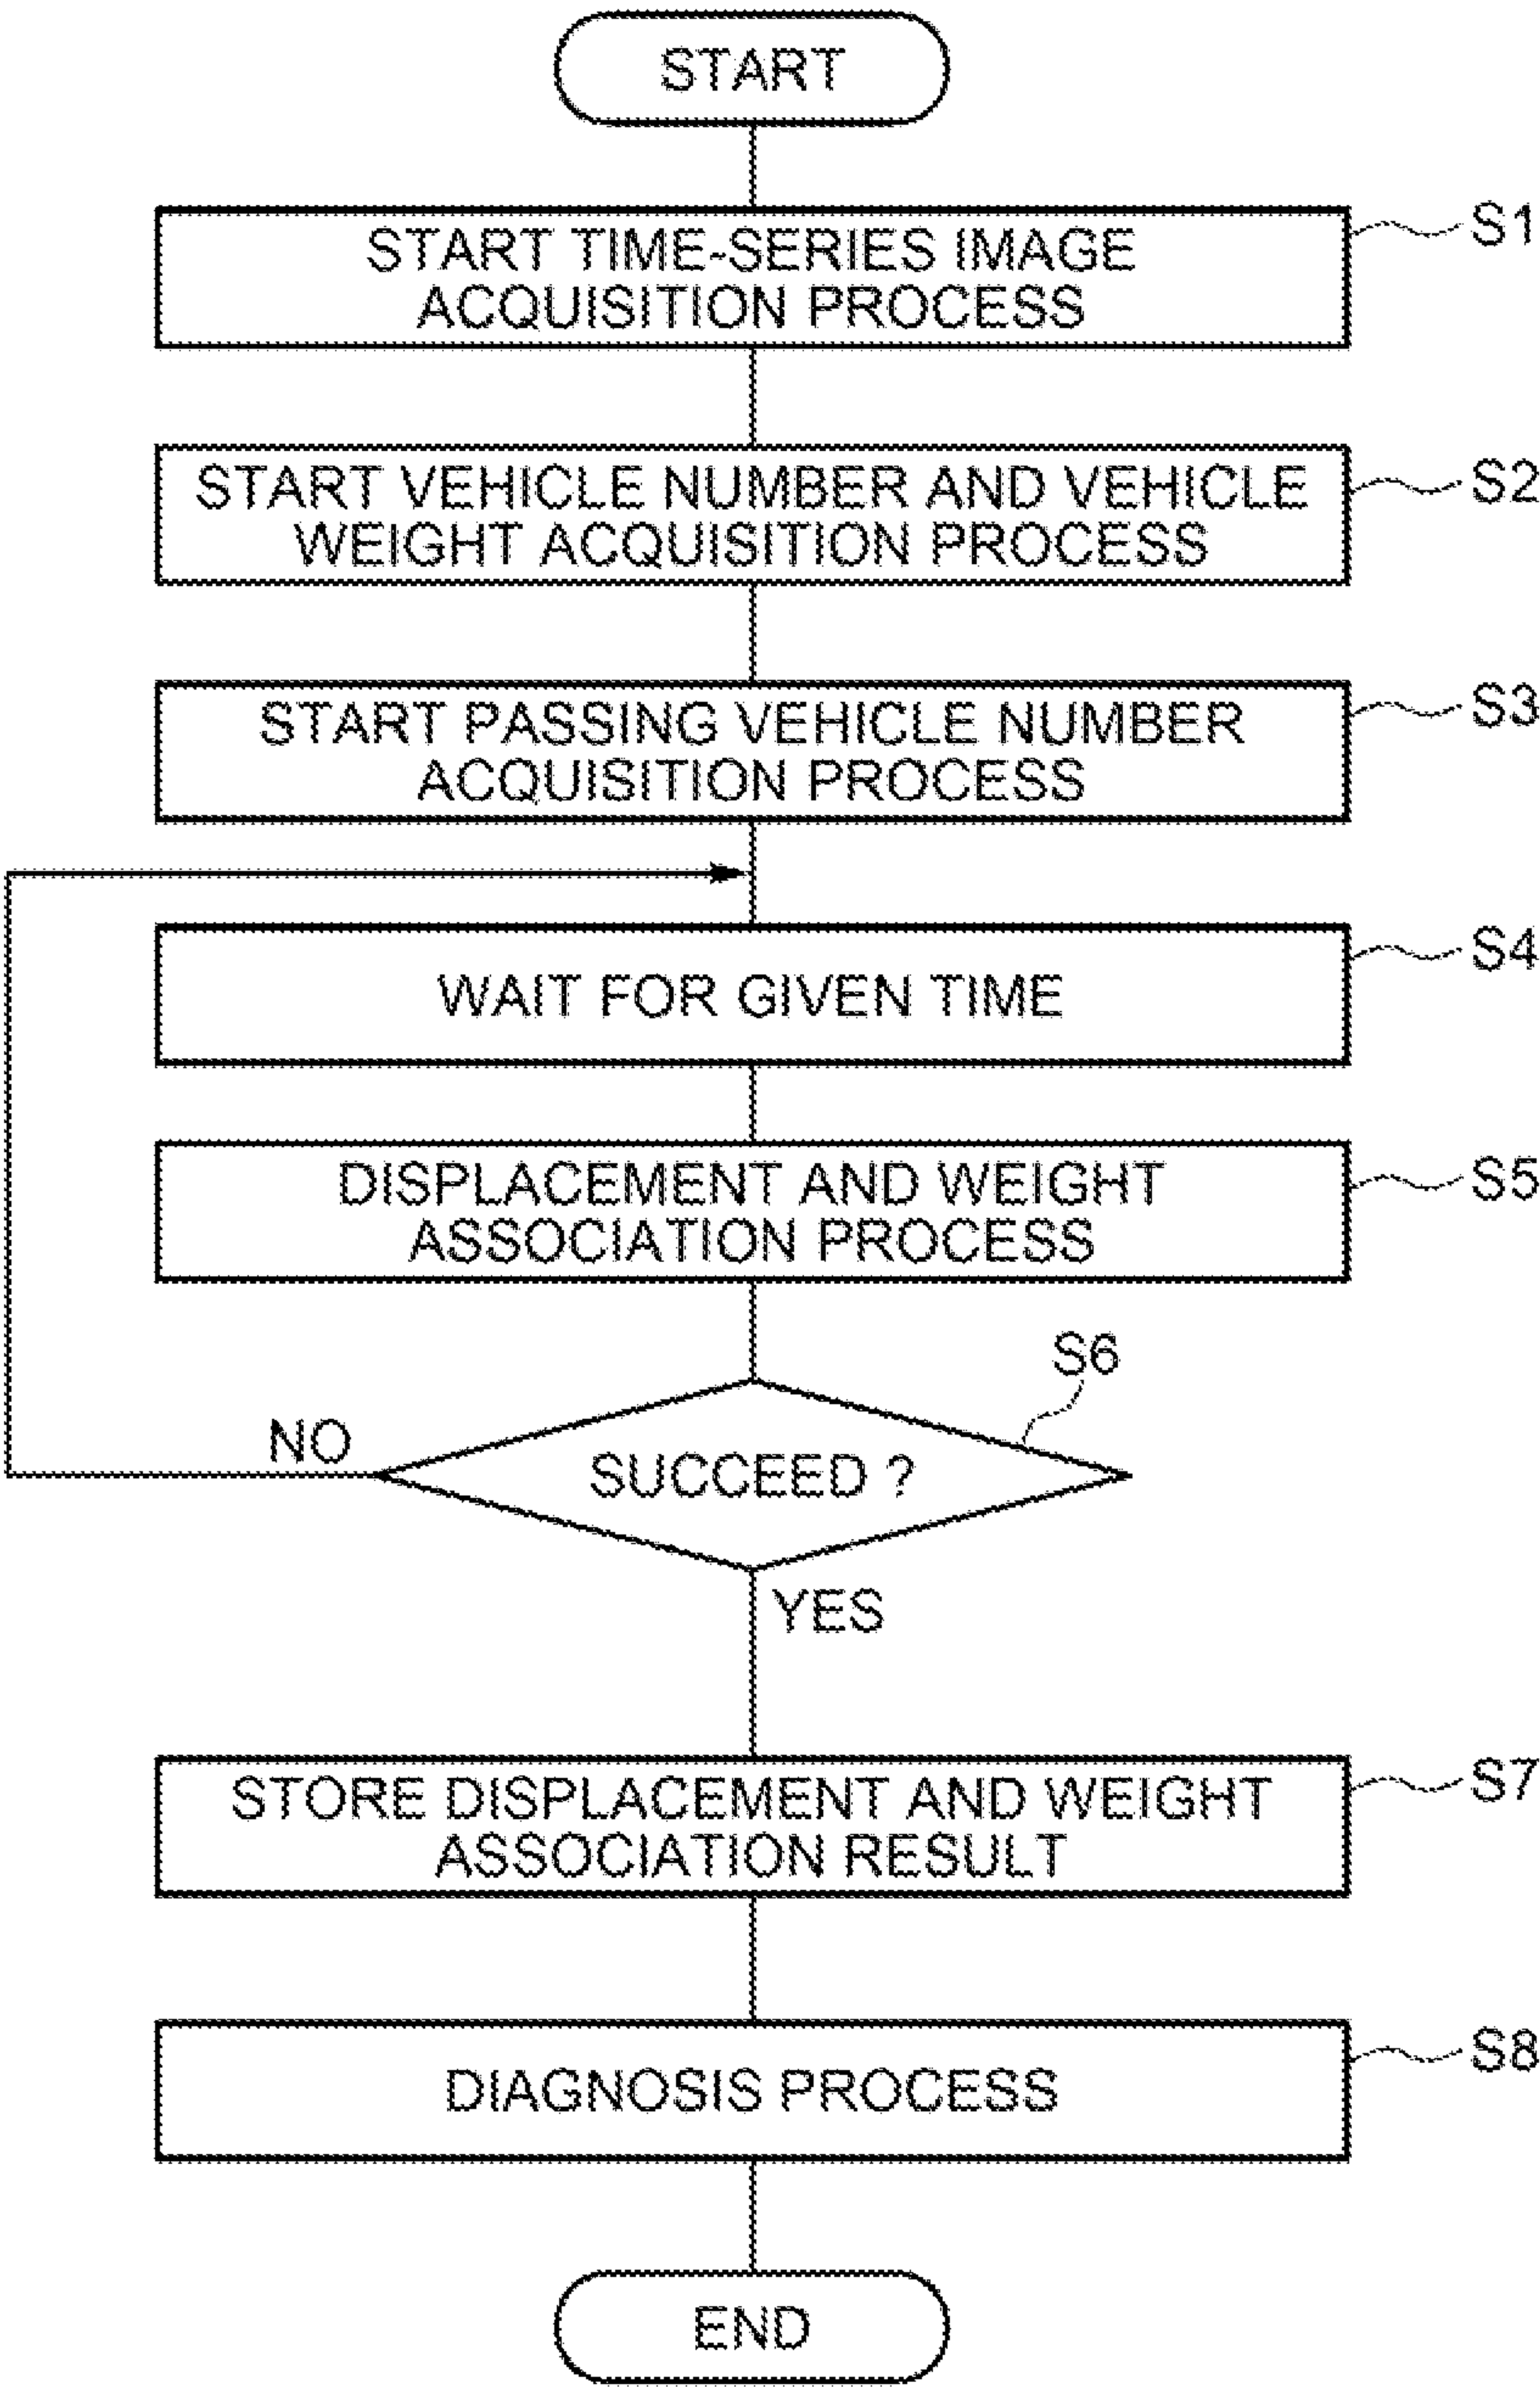 START
START TIME-SERIES IMAGE
ACQUISITION PROCESS
S1
START VEHICLE NUMBER AND VEHICLE
WEIGHT ACQUISITION PROCESS
S2
START PASSING VEHICLE NUMBER
ACQUISITION PROCESS
S3
WAIT FOR GIVEN TIME
S4
DISPLACEMENT AND WEIGHT
ASSOCIATION PROCESS
S5
S6
NO
SUCCEED ?
YES
STORE DISPLACEMENT AND WEIGHT
ASSOCIATION RESULT
S7
DIAGNOSIS PROCESS
S8
END